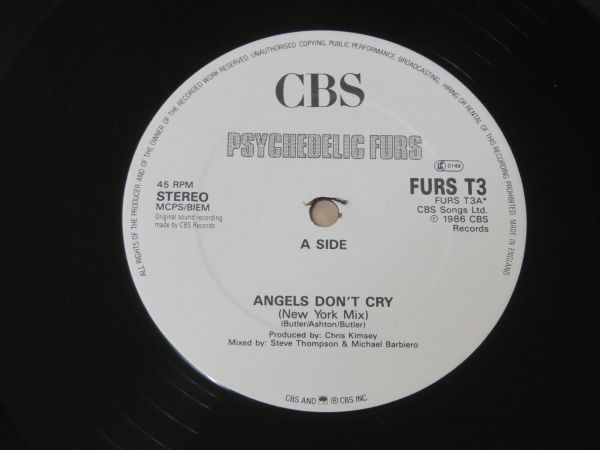 ALL RIGHTS OF THE PRODUCER AND OF THE OWNER OF THE RECORDED WORK RESERVED. UNAUTHORISED COPYING, PUBLIC PERFORMANCE, BROADCASTING, HIRING OR RENTAL OF THIS RECORDING PROHIBITED. MADE IN ENGLAND.
CBS
PSYCHEDELIC FURS
LC 0149
45 RPM
STEREO
MCPS/BIEM
Original sound recording
made by CBS Records
FURS T3
FURS T3A*
CBS Songs Ltd.
℗ 1986 CBS
Records
A SIDE
ANGELS DON'T CRY
(New York Mix)
(Butler/Ashton/Butler)
Produced by: Chris Kimsey
Mixed by: Steve Thompson & Michael Barbiero
CBS AND ® CBS INC.